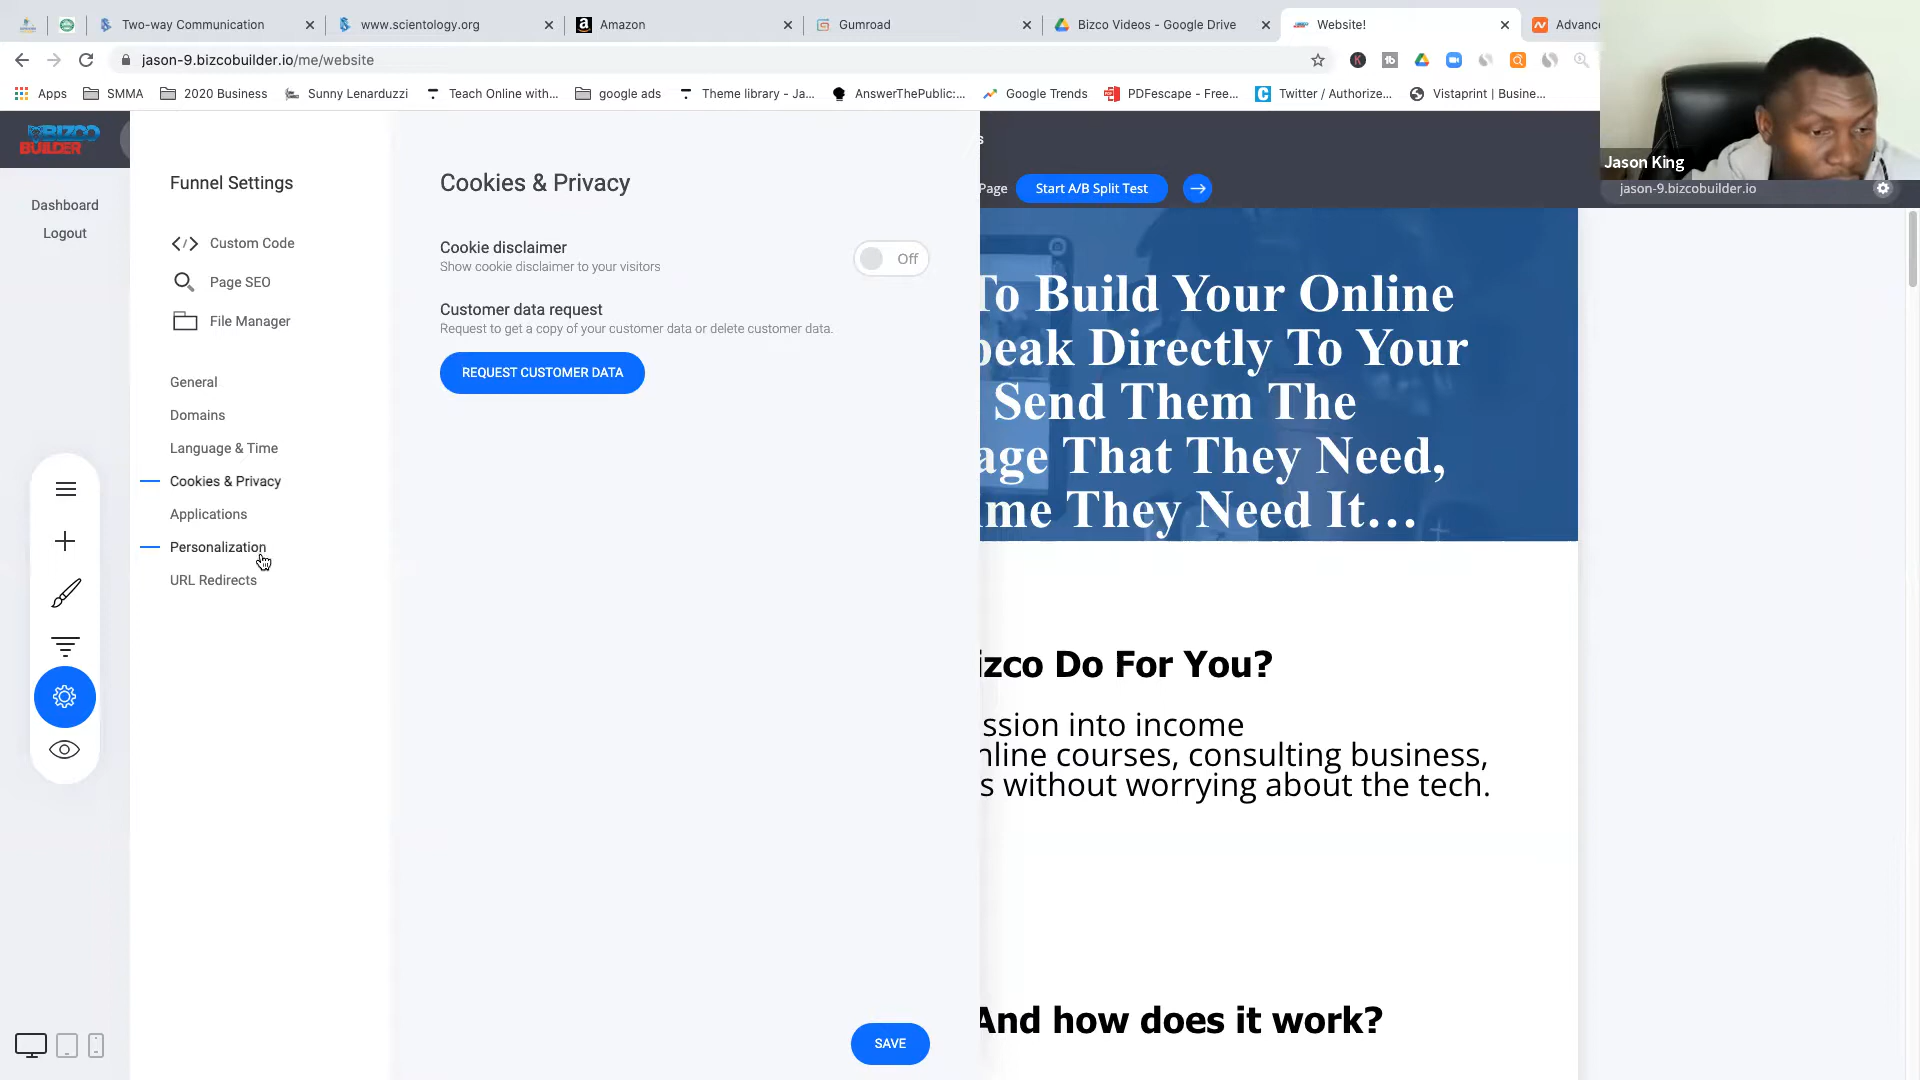 Two-way Communication
www.scientology.org
Amazon
Gumroad
Bizco Videos - Google Drive
Website!
Advanc
jason-9.bizcobuilder.io/me/website
Apps
SMMA
2020 Business
Sunny Lenarduzzi
Teach Online with...
google ads
Theme library - Ja...
AnswerThePublic:...
Google Trends
PDFescape - Free...
Twitter / Authorize...
Vistaprint | Busine...
BIZCO
BUILDER
Jason King
s
Page
Start A/B Split Test
jason-9.bizcobuilder.io
Dashboard
Logout
Funnel Settings
Custom Code
Page SEO
File Manager
General
Domains
Language & Time
Cookies & Privacy
Applications
Personalization
URL Redirects
Cookies & Privacy
Cookie disclaimer
Show cookie disclaimer to your visitors
Off
Customer data request
Request to get a copy of your customer data or delete customer data.
REQUEST CUSTOMER DATA
SAVE
To Build Your Online
peak Directly To Your
Send Them The
age That They Need,
ime They Need It...
izco Do For You?
ssion into income
nline courses, consulting business,
s without worrying about the tech.
And how does it work?